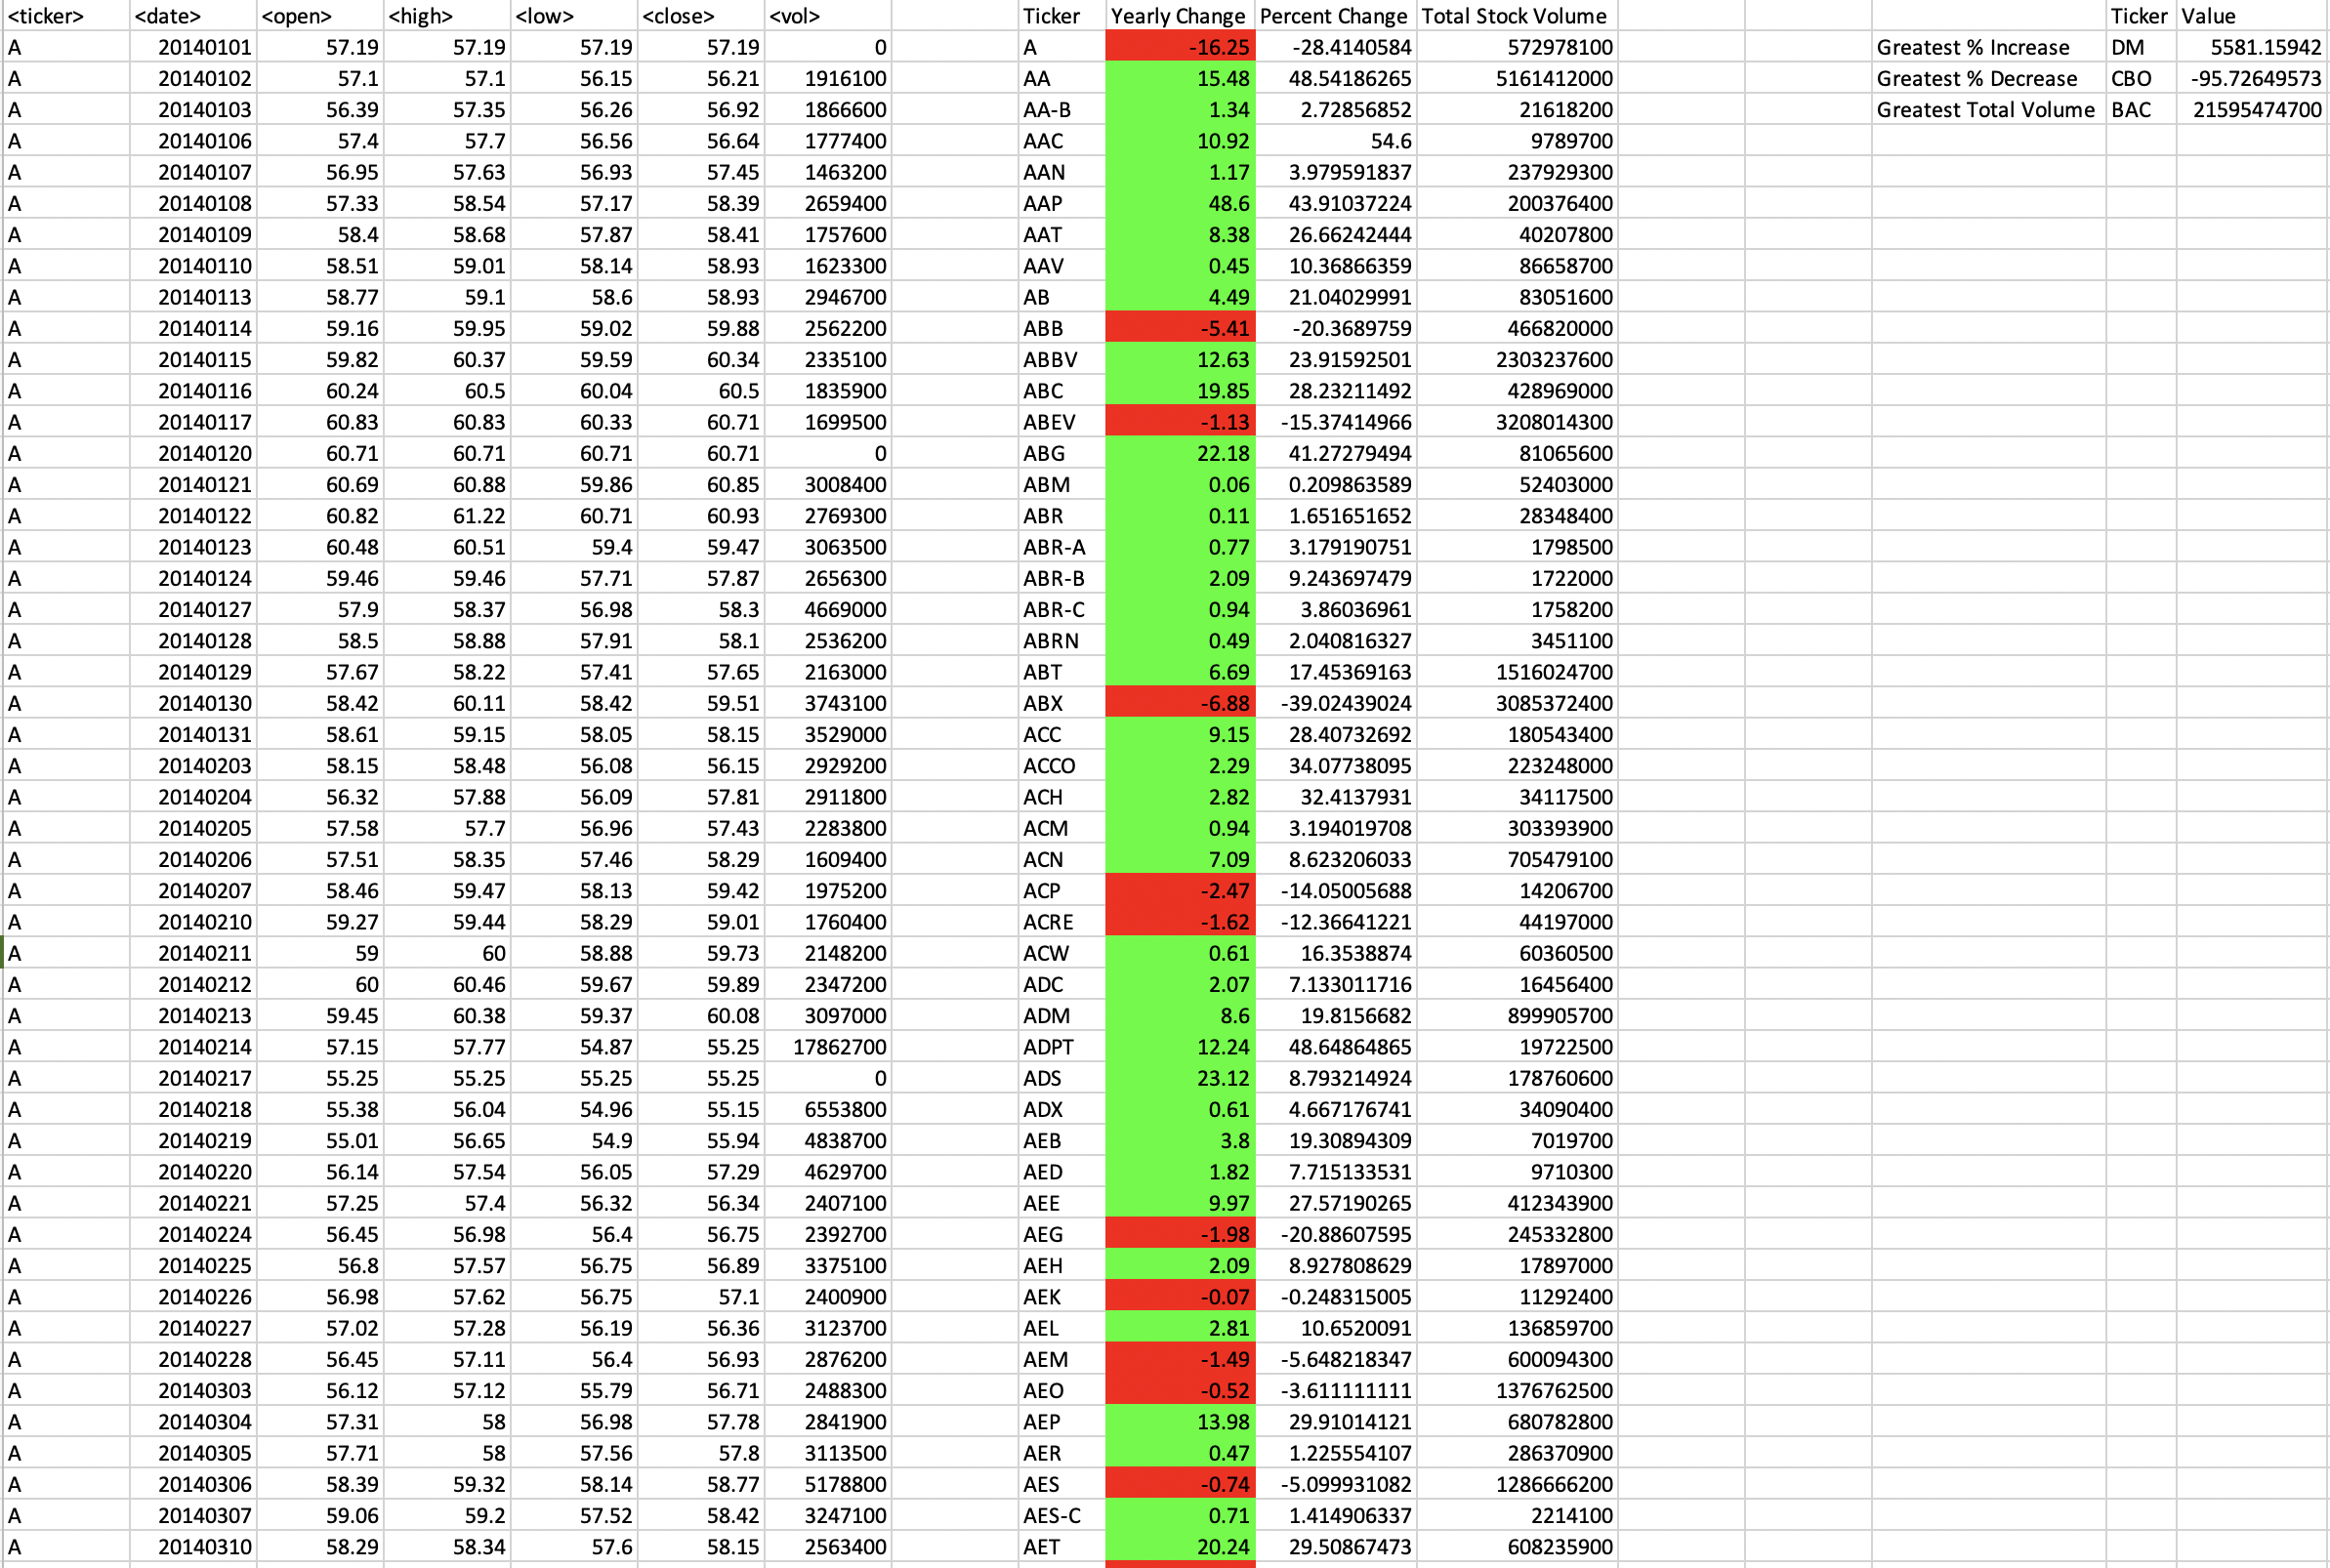 <ticker> <date> <open> <high> <low> <close> <vol> Ticker Yearly Change Percent Change Total Stock Volume Ticker Value
A 20140101 57.19 57.19 57.19 57.19 0 A -16.25 -28.4140584 572978100 Greatest % Increase DM 5581.15942
A 20140102 57.1 57.1 56.15 56.21 1916100 AA 15.48 48.54186265 5161412000 Greatest % Decrease CBO -95.72649573
A 20140103 56.39 57.35 56.26 56.92 1866600 AA-B 1.34 2.72856852 21618200 Greatest Total Volume BAC 21595474700
A 20140106 57.4 57.7 56.56 56.64 1777400 AAC 10.92 54.6 9789700
A 20140107 56.95 57.63 56.93 57.45 1463200 AAN 1.17 3.979591837 237929300
A 20140108 57.33 58.54 57.17 58.39 2659400 AAP 48.6 43.91037224 200376400
A 20140109 58.4 58.68 57.87 58.41 1757600 AAT 8.38 26.66242444 40207800
A 20140110 58.51 59.01 58.14 58.93 1623300 AAV 0.45 10.36866359 86658700
A 20140113 58.77 59.1 58.6 58.93 2946700 AB 4.49 21.04029991 83051600
A 20140114 59.16 59.95 59.02 59.88 2562200 ABB -5.41 -20.3689759 466820000
A 20140115 59.82 60.37 59.59 60.34 2335100 ABBV 12.63 23.91592501 2303237600
A 20140116 60.24 60.5 60.04 60.5 1835900 ABC 19.85 28.23211492 428969000
A 20140117 60.83 60.83 60.33 60.71 1699500 ABEV -1.13 -15.37414966 3208014300
A 20140120 60.71 60.71 60.71 60.71 0 ABG 22.18 41.27279494 81065600
A 20140121 60.69 60.88 59.86 60.85 3008400 ABM 0.06 0.209863589 52403000
A 20140122 60.82 61.22 60.71 60.93 2769300 ABR 0.11 1.651651652 28348400
A 20140123 60.48 60.51 59.4 59.47 3063500 ABR-A 0.77 3.179190751 1798500
A 20140124 59.46 59.46 57.71 57.87 2656300 ABR-B 2.09 9.243697479 1722000
A 20140127 57.9 58.37 56.98 58.3 4669000 ABR-C 0.94 3.86036961 1758200
A 20140128 58.5 58.88 57.91 58.1 2536200 ABRN 0.49 2.040816327 3451100
A 20140129 57.67 58.22 57.41 57.65 2163000 ABT 6.69 17.45369163 1516024700
A 20140130 58.42 60.11 58.42 59.51 3743100 ABX -6.88 -39.02439024 3085372400
A 20140131 58.61 59.15 58.05 58.15 3529000 ACC 9.15 28.40732692 180543400
A 20140203 58.15 58.48 56.08 56.15 2929200 ACCO 2.29 34.07738095 223248000
A 20140204 56.32 57.88 56.09 57.81 2911800 ACH 2.82 32.4137931 34117500
A 20140205 57.58 57.7 56.96 57.43 2283800 ACM 0.94 3.194019708 303393900
A 20140206 57.51 58.35 57.46 58.29 1609400 ACN 7.09 8.623206033 705479100
A 20140207 58.46 59.47 58.13 59.42 1975200 ACP -2.47 -14.05005688 14206700
A 20140210 59.27 59.44 58.29 59.01 1760400 ACRE -1.62 -12.36641221 44197000
A 20140211 59 60 58.88 59.73 2148200 ACW 0.61 16.3538874 60360500
A 20140212 60 60.46 59.67 59.89 2347200 ADC 2.07 7.133011716 16456400
A 20140213 59.45 60.38 59.37 60.08 3097000 ADM 8.6 19.8156682 899905700
A 20140214 57.15 57.77 54.87 55.25 17862700 ADPT 12.24 48.64864865 19722500
A 20140217 55.25 55.25 55.25 55.25 0 ADS 23.12 8.793214924 178760600
A 20140218 55.38 56.04 54.96 55.15 6553800 ADX 0.61 4.667176741 34090400
A 20140219 55.01 56.65 54.9 55.94 4838700 AEB 3.8 19.30894309 7019700
A 20140220 56.14 57.54 56.05 57.29 4629700 AED 1.82 7.715133531 9710300
A 20140221 57.25 57.4 56.32 56.34 2407100 AEE 9.97 27.57190265 412343900
A 20140224 56.45 56.98 56.4 56.75 2392700 AEG -1.98 -20.88607595 245332800
A 20140225 56.8 57.57 56.75 56.89 3375100 AEH 2.09 8.927808629 17897000
A 20140226 56.98 57.62 56.75 57.1 2400900 AEK -0.07 -0.248315005 11292400
A 20140227 57.02 57.28 56.19 56.36 3123700 AEL 2.81 10.6520091 136859700
A 20140228 56.45 57.11 56.4 56.93 2876200 AEM -1.49 -5.648218347 600094300
A 20140303 56.12 57.12 55.79 56.71 2488300 AEO -0.52 -3.611111111 1376762500
A 20140304 57.31 58 56.98 57.78 2841900 AEP 13.98 29.91014121 680782800
A 20140305 57.71 58 57.56 57.8 3113500 AER 0.47 1.225554107 286370900
A 20140306 58.39 59.32 58.14 58.77 5178800 AES -0.74 -5.099931082 1286666200
A 20140307 59.06 59.2 57.52 58.42 3247100 AES-C 0.71 1.414906337 2214100
A 20140310 58.29 58.34 57.6 58.15 2563400 AET 20.24 29.50867473 608235900